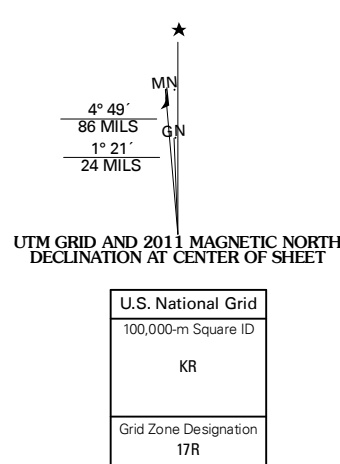 MN
4° 49´
86 MILS
GN
1° 21´
24 MILS
UTM GRID AND 2011 MAGNETIC NORTH
DECLINATION AT CENTER OF SHEET
U.S. National Grid
100,000-m Square ID
KR
Grid Zone Designation
17R